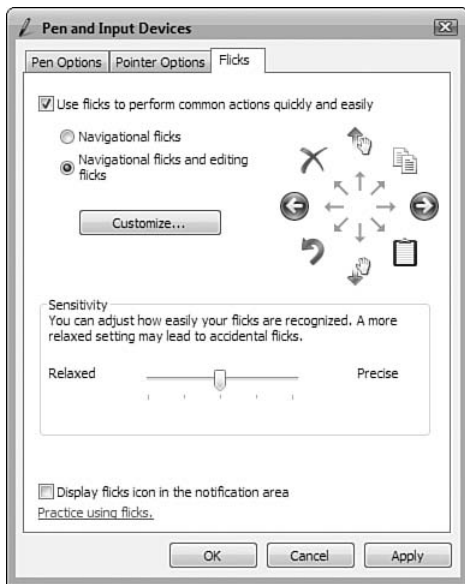 Pen and Input Devices
Pen Options Pointer Options Flicks
Use flicks to perform common actions quickly and easily
Navigational flicks
Navigational flicks and editing
flicks
Customize...
Sensitivity
You can adjust how easily your flicks are recognized. A more
relaxed setting may lead to accidental flicks.
Relaxed Precise
Display flicks icon in the notification area
Practice using flicks.
OK Cancel Apply